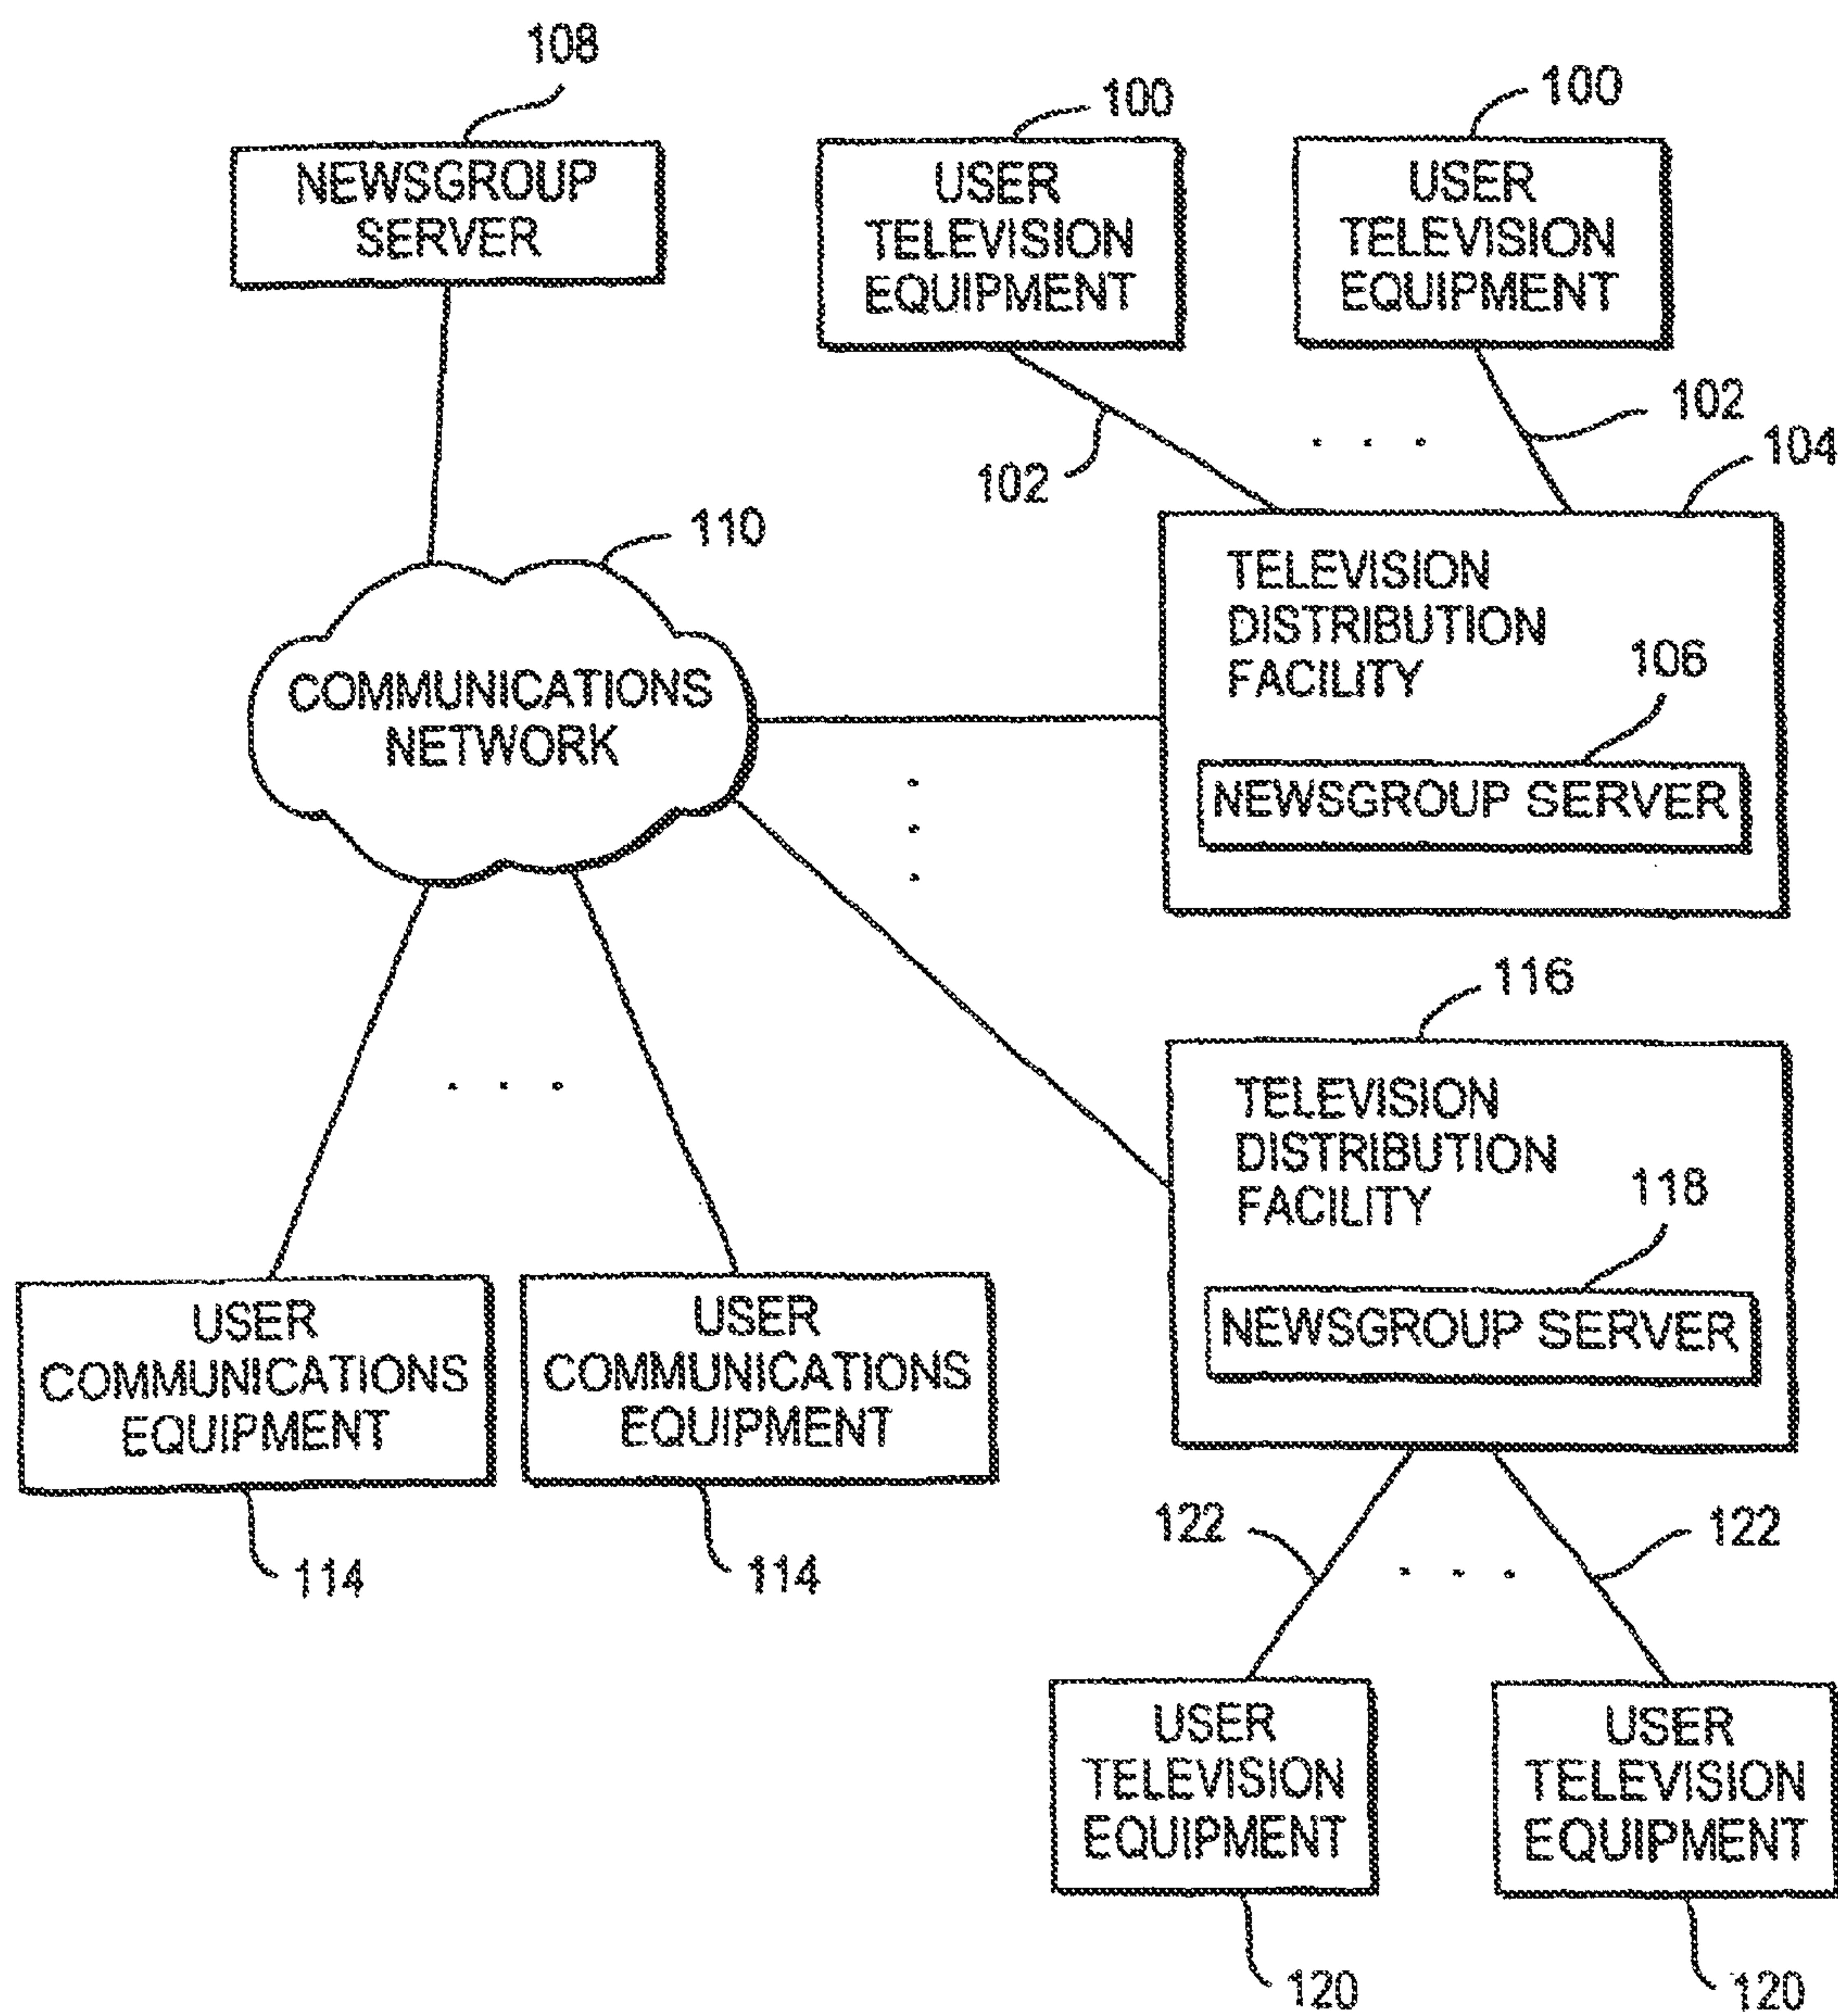 108
NEWSGROUP
SERVER
100
USER
TELEVISION
EQUIPMENT
100
USER
TELEVISION
EQUIPMENT
102
102
104
110
COMMUNICATIONS
NETWORK
TELEVISION
DISTRIBUTION
FACILITY
106
NEWSGROUP SERVER
116
TELEVISION
DISTRIBUTION
FACILITY
118
NEWSGROUP SERVER
USER
COMMUNICATIONS
EQUIPMENT
114
USER
COMMUNICATIONS
EQUIPMENT
114
122
122
USER
TELEVISION
EQUIPMENT
120
USER
TELEVISION
EQUIPMENT
120